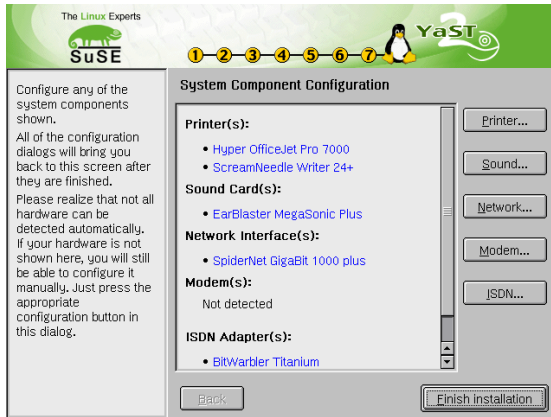 The Linux Experts
SuSE
1 2 3 4 5 6 7
YaST
2
Configure any of the
system components
shown.
All of the configuration
dialogs will bring you
back to this screen after
they are finished.
Please realize that not all
hardware can be
detected automatically.
If your hardware is not
shown here, you will still
be able to configure it
manually. Just press the
appropriate
configuration button in
this dialog.
System Component Configuration
Printer(s):
• Hyper OfficeJet Pro 7000
• ScreamNeedle Writer 24+
Sound Card(s):
• EarBlaster MegaSonic Plus
Network Interface(s):
• SpiderNet GigaBit 1000 plus
Modem(s):
Not detected
ISDN Adapter(s):
• BitWarbler Titanium
Printer...
Sound...
Network...
Modem...
ISDN...
Back
Finish installation